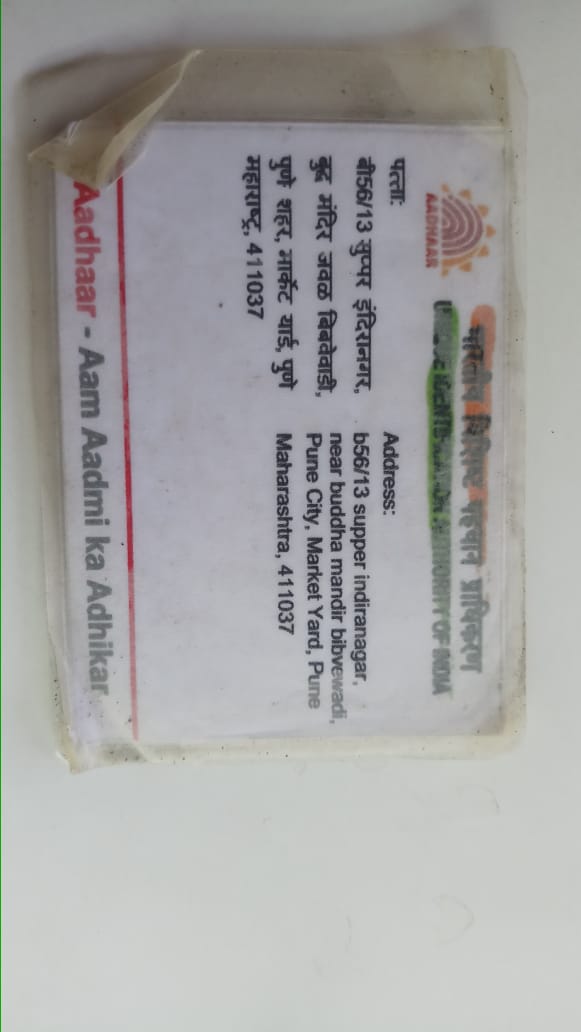 भारतीय विशिष्ट पहचान प्राधिकरण
UNIQUE IDENTIFICATION AUTHORITY OF INDIA
AADHAAR
पत्ता:
बी56/13 सुप्पर इंदिरानगर,
बुद्ध मंदिर जवळ बिबवेवाडी,
पुणे शहर, मार्केट यार्ड, पुणे
महाराष्ट्र, 411037
Address:
b56/13 supper indiranagar,
near buddha mandir bibvewadi,
Pune City, Market Yard, Pune
Maharashtra, 411037
Aadhaar - Aam Aadmi ka Adhikar